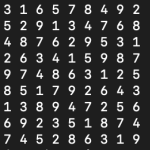 3 1 6 5 7 8 4 9 2
5 2 9 1 3 4 7 6 8
4 8 7 6 2 9 5 3 1
2 6 3 4 1 5 9 8 7
9 7 4 8 6 3 1 2 5
8 5 1 7 9 2 6 4 3
1 3 8 9 4 7 2 5 6
6 9 2 3 5 1 8 7 4
7 4 5 2 8 6 3 1 9